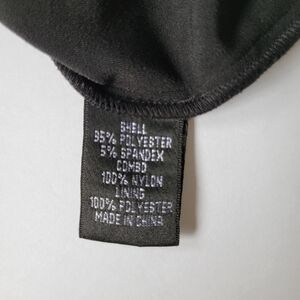 SHELL
95% POLYESTER
5% SPANDEX
COMBO
100% NYLON
LINING
100% POLYESTER
MADE IN CHINA